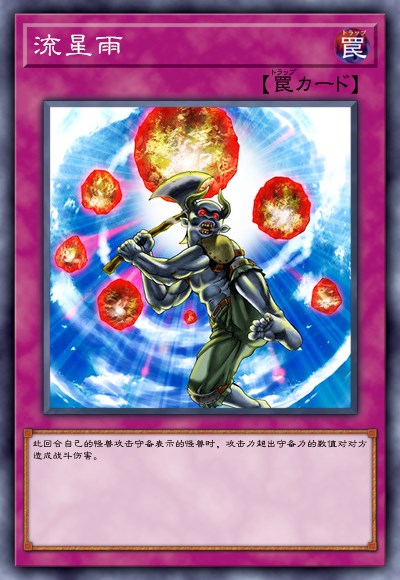 流星雨
トラップ
罠
トラップ
【罠カード】
此回合自己的怪兽攻击守备表示的怪兽时，攻击力超出守备力的数值对对方
造成战斗伤害。